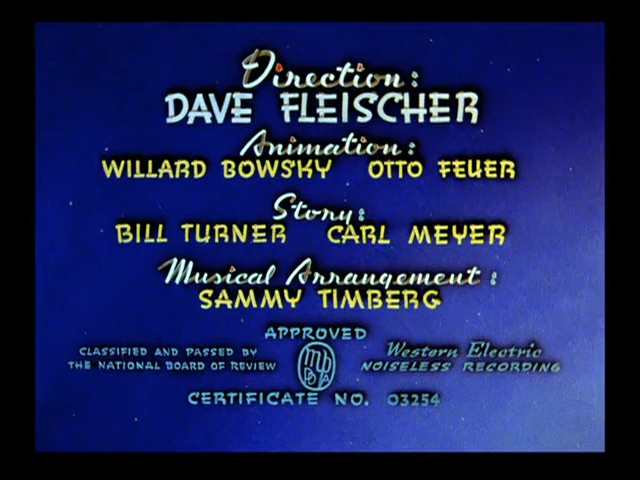 Direction:
DAVE FLEISCHER
Animation:
WILLARD BOWSKY OTTO FEUER
Story:
BILL TURNER CARL MEYER
Musical Arrangement:
SAMMY TIMBERG
APPROVED
CLASSIFIED AND PASSED BY
THE NATIONAL BOARD OF REVIEW
MPPDA
Western Electric
NOISELESS RECORDING
CERTIFICATE NO. 03254